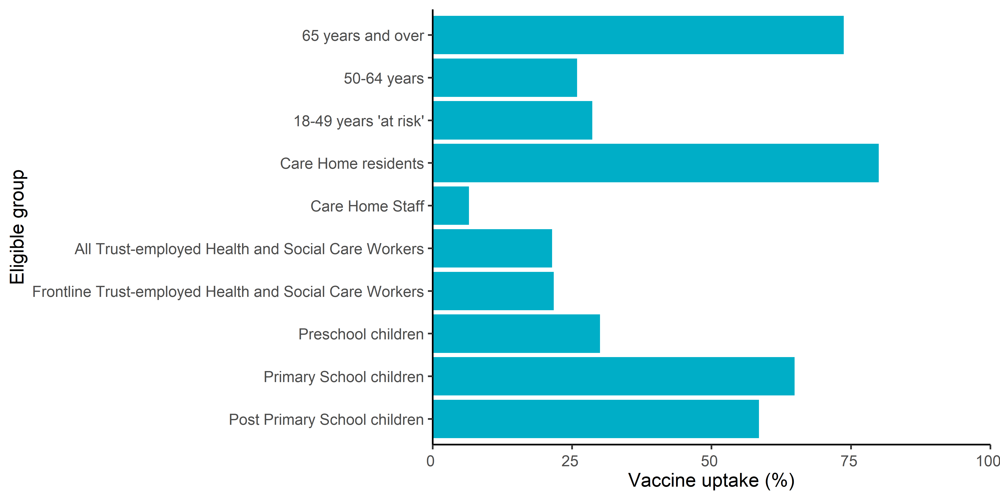 Eligible group
65 years and over
50-64 years
18-49 years 'at risk'
Care Home residents
Care Home Staff
All Trust-employed Health and Social Care Workers
Frontline Trust-employed Health and Social Care Workers
Preschool children
Primary School children
Post Primary School children
0 25 50 75 100
Vaccine uptake (%)